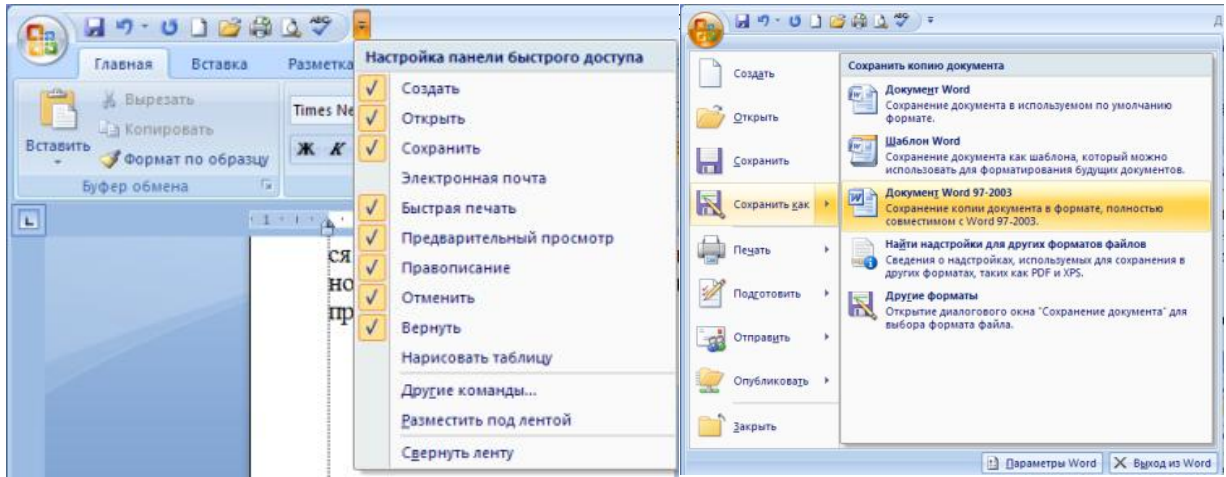 Главная Вставка Разметка
Вырезать
Копировать
Вставить
Формат по образцу
Буфер обмена
Times Ne
Ж К
1
ся
но
пр
Настройка панели быстрого доступа
Создать
Открыть
Сохранить
Электронная почта
Быстрая печать
Предварительный просмотр
Правописание
Отменить
Вернуть
Нарисовать таблицу
Другие команды...
Разместить под лентой
Свернуть ленту
Создать
Открыть
Сохранить
Сохранить как
Печать
Подготовить
Отправить
Опубликовать
Закрыть
Сохранить копию документа
Документ Word
Сохранение документа в используемом по умолчанию
формате.
Шаблон Word
Сохранение документа как шаблона, который можно
использовать для форматирования будущих документов.
Документ Word 97-2003
Сохранение копии документа в формате, полностью
совместимом с Word 97-2003.
Найти надстройки для других форматов файлов
Сведения о надстройках, используемых для сохранения в
других форматах, таких как PDF и XPS.
Другие форматы
Открытие диалогового окна "Сохранение документа" для
выбора формата файла.
Параметры Word Выход из Word